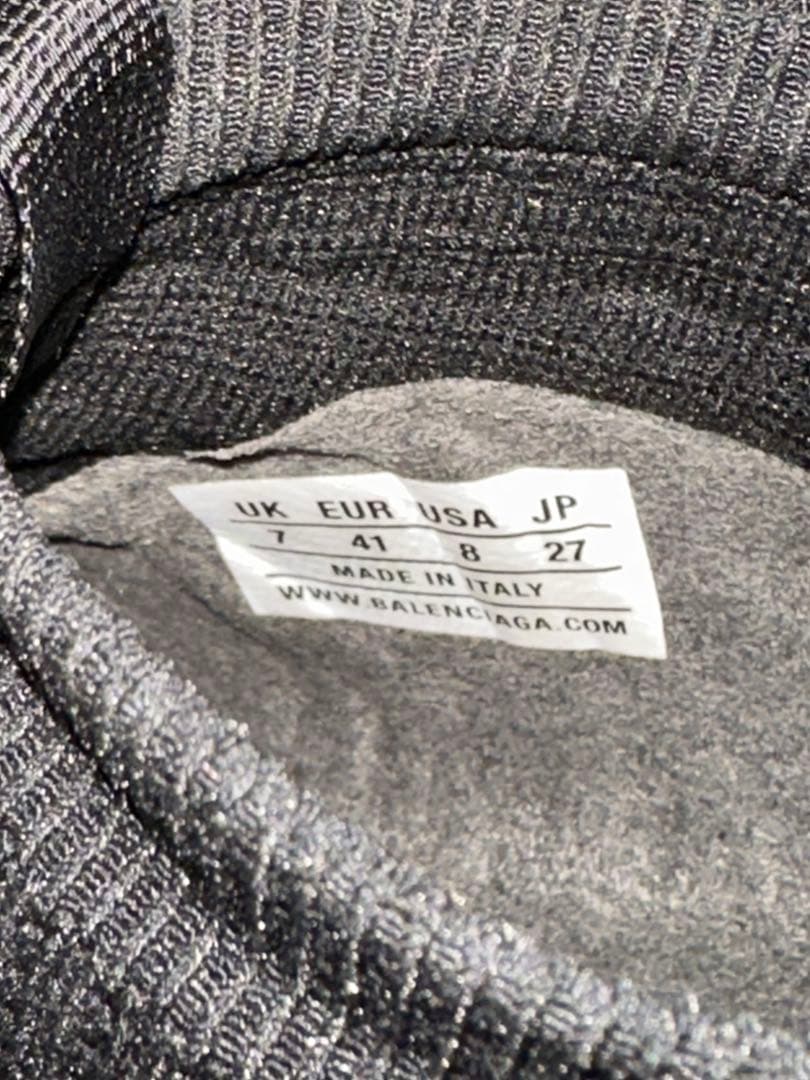 UK EUR USA JP
7 41 8 27
MADE IN ITALY
WWW.BALENCIAGA.COM